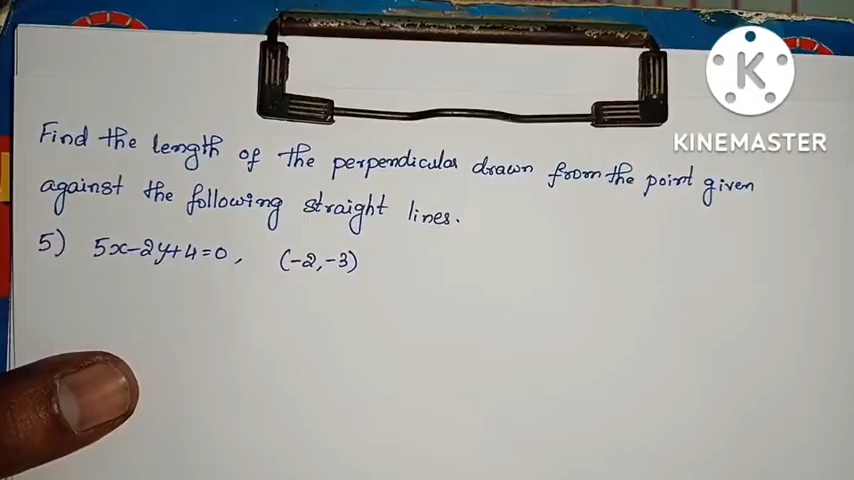 K
KINEMASTER
Find the length of the perpendicular drawn from the point given
against the following straight lines.
5) 5x-2y+4=0, (-2,-3)